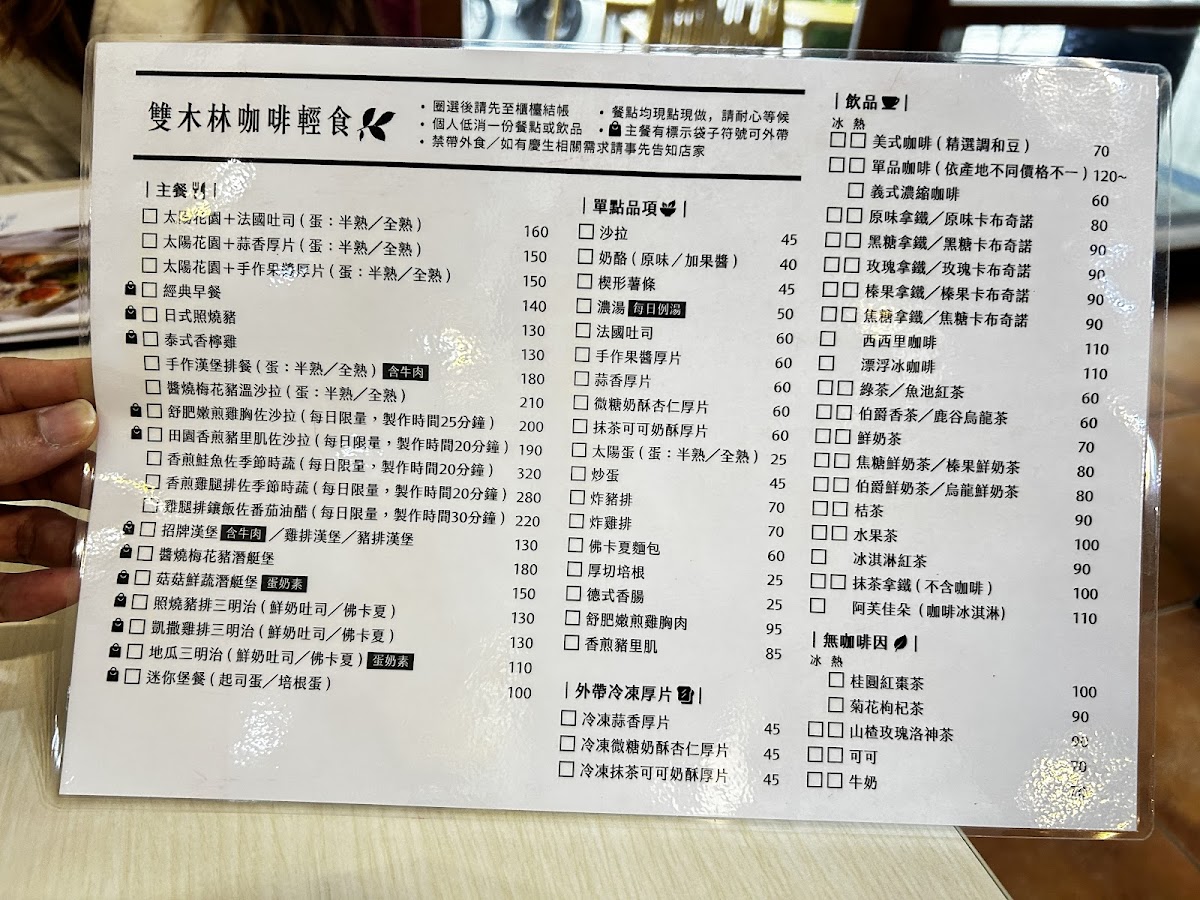 雙木林咖啡輕食
• 圈選後請先至櫃檯結帳
• 個人低消一份餐點或飲品
• 禁帶外食／如有慶生相關需求請事先告知店家
• 餐點均現點現做，請耐心等候
• 主餐有標示袋子符號可外帶
｜主餐｜
太陽花園＋法國吐司（蛋：半熟／全熟） 160
太陽花園＋蒜香厚片（蛋：半熟／全熟） 150
太陽花園＋手作果醬厚片（蛋：半熟／全熟） 150
經典早餐 140
日式照燒豬 130
泰式香檸雞 130
手作漢堡排餐（蛋：半熟／全熟） 含牛肉 180
醬燒梅花豬溫沙拉（蛋：半熟／全熟） 210
舒肥嫩煎雞胸佐沙拉（每日限量，製作時間25分鐘） 200
田園香煎豬里肌佐沙拉（每日限量，製作時間20分鐘） 190
香煎鮭魚佐季節時蔬（每日限量，製作時間20分鐘） 320
香煎雞腿排佐季節時蔬（每日限量，製作時間20分鐘） 280
雞腿排鑲飯佐番茄油醋（每日限量，製作時間30分鐘） 220
招牌漢堡 含牛肉 ／雞排漢堡／豬排漢堡 130
醬燒梅花豬潛艇堡 180
菇菇鮮蔬潛艇堡 蛋奶素 150
照燒豬排三明治（鮮奶吐司／佛卡夏） 130
凱撒雞排三明治（鮮奶吐司／佛卡夏） 130
地瓜三明治（鮮奶吐司／佛卡夏） 蛋奶素 110
迷你堡餐（起司蛋／培根蛋） 100
｜單點品項｜
沙拉 45
奶酪（原味／加果醬） 40
楔形薯條 45
濃湯 每日例湯 50
法國吐司 60
手作果醬厚片 60
蒜香厚片 60
微糖奶酥杏仁厚片 60
抹茶可可奶酥厚片 60
太陽蛋（蛋：半熟／全熟） 25
炒蛋 45
炸豬排 70
炸雞排 70
佛卡夏麵包 60
厚切培根 25
德式香腸 25
舒肥嫩煎雞胸肉 95
香煎豬里肌 85
｜外帶冷凍厚片｜
冷凍蒜香厚片 45
冷凍微糖奶酥杏仁厚片 45
冷凍抹茶可可奶酥厚片 45
｜飲品｜
冰 熱
美式咖啡（精選調和豆） 70
單品咖啡（依產地不同價格不一） 120~
義式濃縮咖啡 60
原味拿鐵／原味卡布奇諾 80
黑糖拿鐵／黑糖卡布奇諾 90
玫瑰拿鐵／玫瑰卡布奇諾 90
榛果拿鐵／榛果卡布奇諾 90
焦糖拿鐵／焦糖卡布奇諾 90
西西里咖啡 110
漂浮冰咖啡 110
綠茶／魚池紅茶 60
伯爵香茶／鹿谷烏龍茶 60
鮮奶茶 70
焦糖鮮奶茶／榛果鮮奶茶 80
伯爵鮮奶茶／烏龍鮮奶茶 80
桔茶 90
水果茶 100
冰淇淋紅茶 90
抹茶拿鐵（不含咖啡） 100
阿芙佳朵（咖啡冰淇淋） 110
｜無咖啡因｜
冰 熱
桂圓紅棗茶 100
菊花枸杞茶 90
山楂玫瑰洛神茶 90
可可 70
牛奶